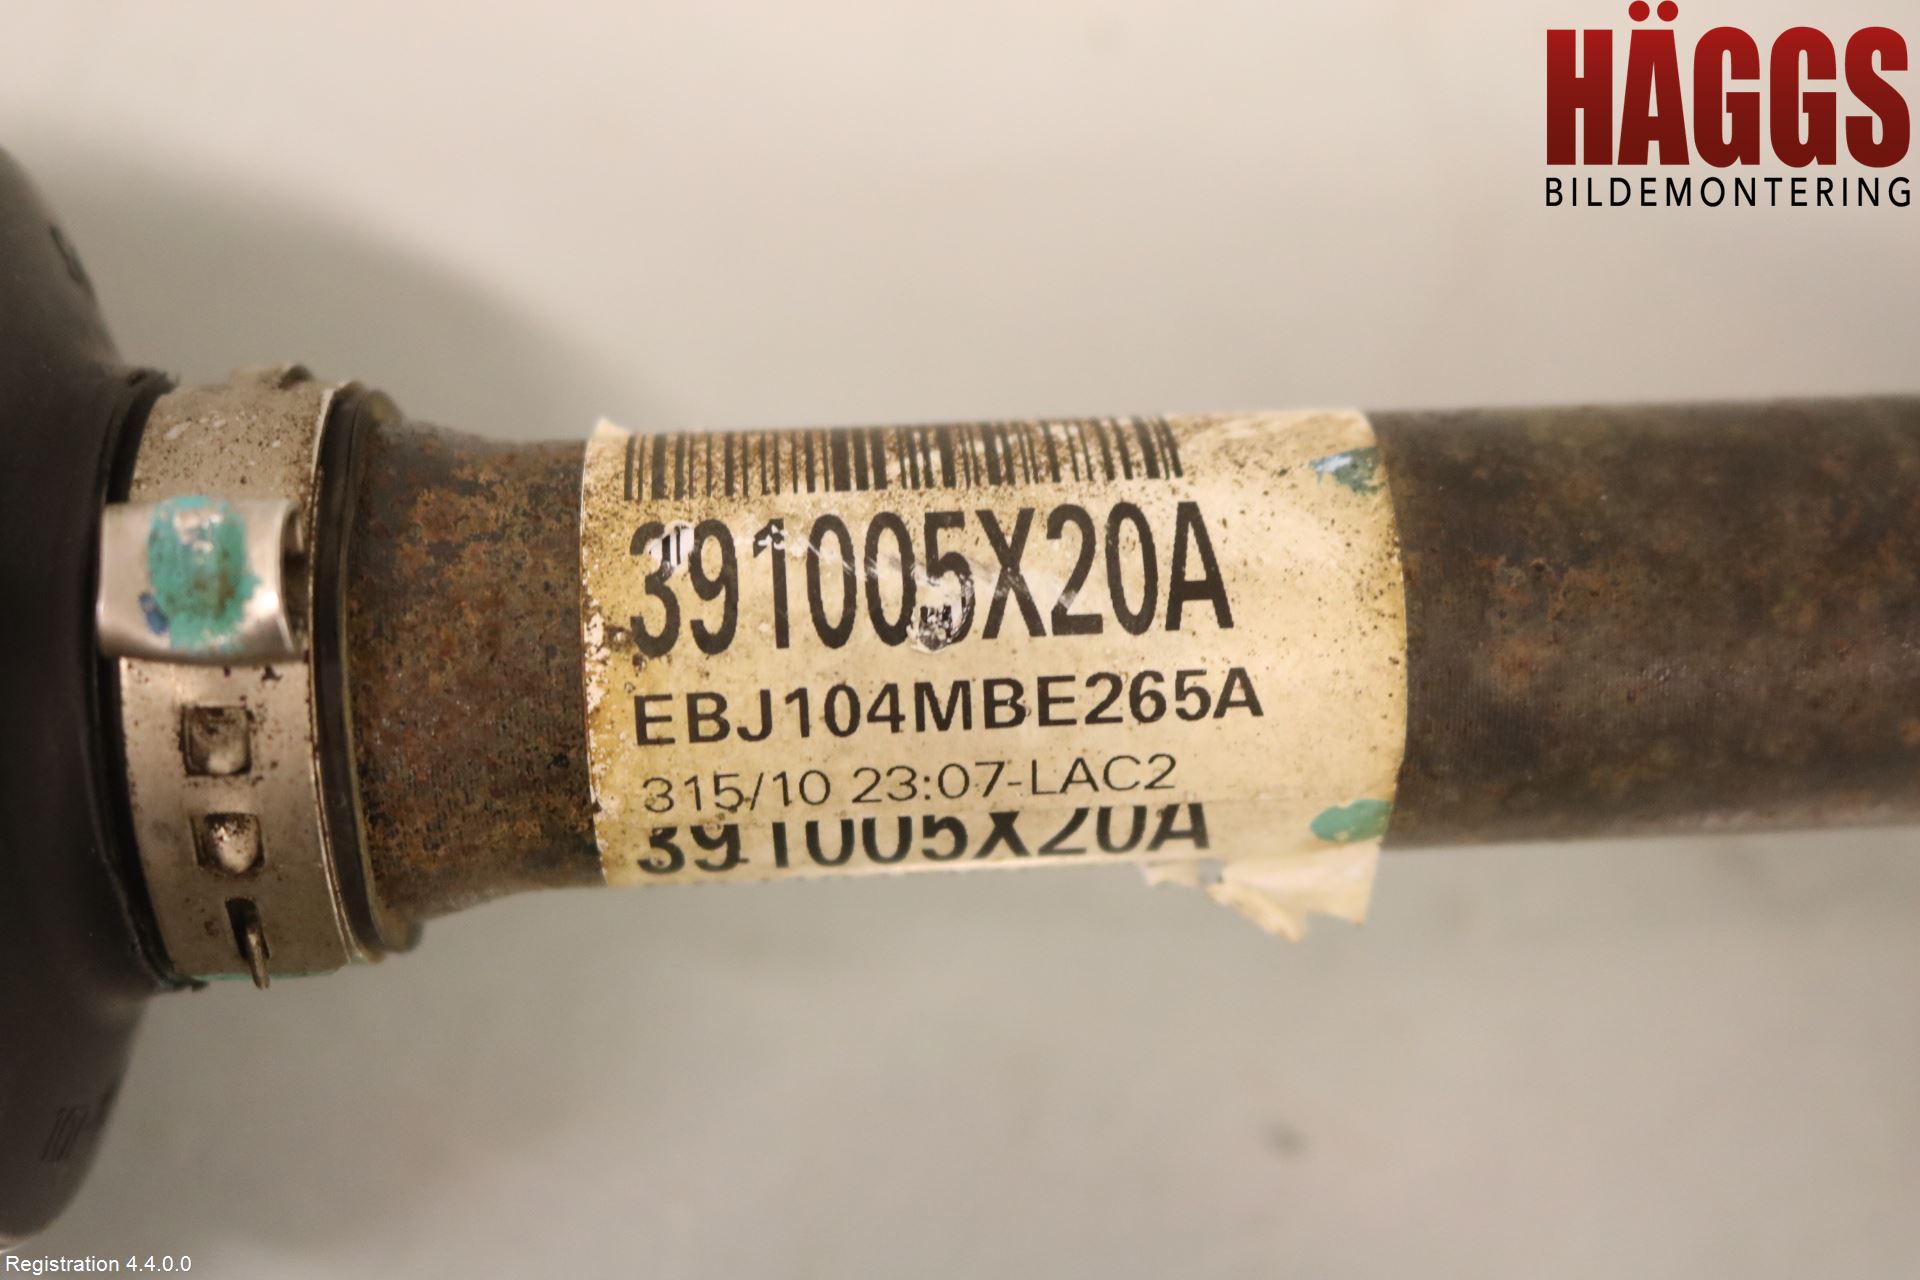 HÄGGS
BILDEMONTERING
391005X20A
EBJ104MBE265A
315/10 23:07-LAC2
391005X20A
Registration 4.4.0.0